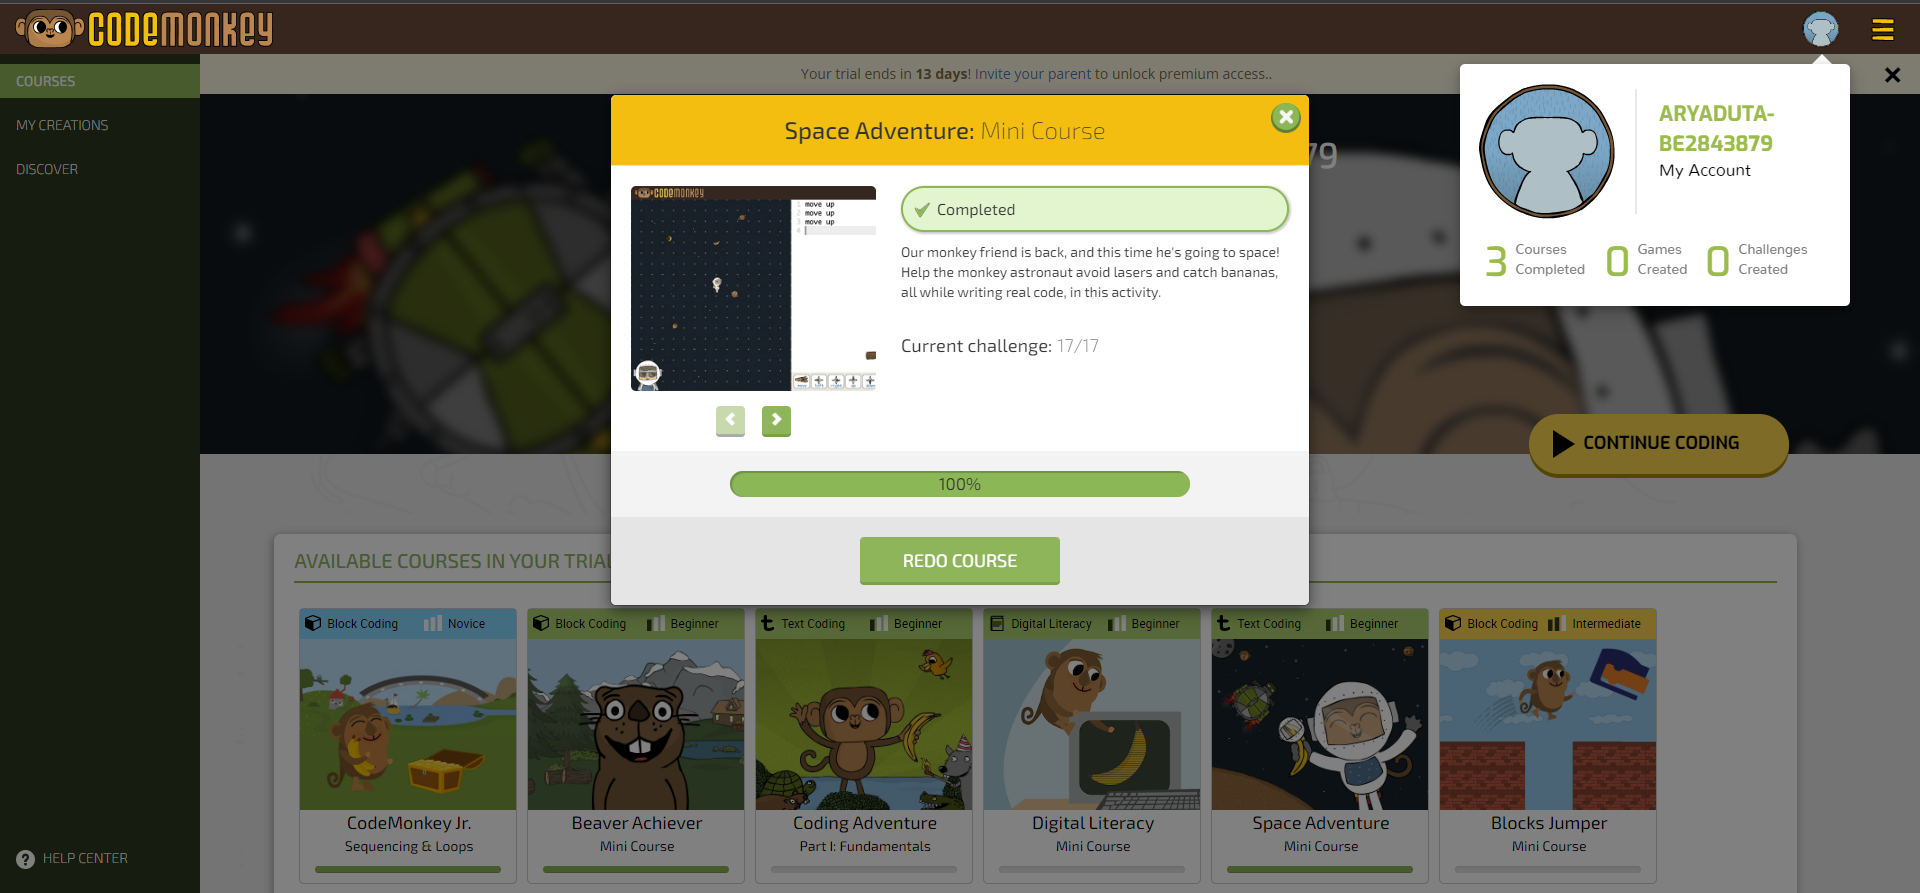 CODEMONKEY
COURSES
MY CREATIONS
DISCOVER
HELP CENTER
Your trial ends in 13 days! Invite your parent to unlock premium access..
79
ARYADUTA-
BE2843879
My Account
3 Courses Completed
0 Games Created
0 Challenges Created
Space Adventure: Mini Course
CODEMONKEY
1 move up
2 move up
3 move up
4
Completed
Our monkey friend is back, and this time he's going to space!
Help the monkey astronaut avoid lasers and catch bananas,
all while writing real code, in this activity.
Current challenge: 17/17
100%
REDO COURSE
CONTINUE CODING
AVAILABLE COURSES IN YOUR TRIAL
Block Coding Novice
CodeMonkey Jr.
Sequencing & Loops
Block Coding Beginner
Beaver Achiever
Mini Course
Text Coding Beginner
Coding Adventure
Part I: Fundamentals
Digital Literacy Beginner
Digital Literacy
Mini Course
Text Coding Beginner
Space Adventure
Mini Course
Block Coding Intermediate
Blocks Jumper
Mini Course